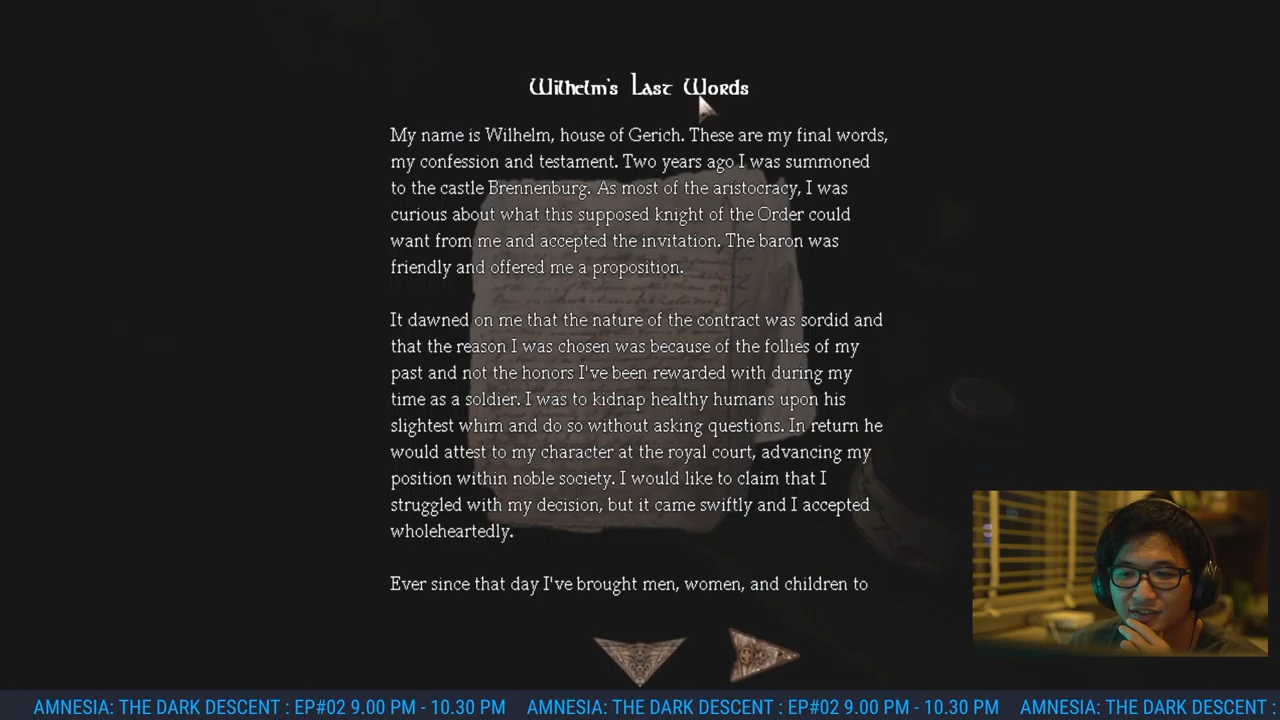 Wilhelm's Last Words
My name is Wilhelm, house of Gerich. These are my final words,
my confession and testament. Two years ago I was summoned
to the castle Brennenburg. As most of the aristocracy, I was
curious about what this supposed knight of the Order could
want from me and accepted the invitation. The baron was
friendly and offered me a proposition.
It dawned on me that the nature of the contract was sordid and
that the reason I was chosen was because of the follies of my
past and not the honors I've been rewarded with during my
time as a soldier. I was to kidnap healthy humans upon his
slightest whim and do so without asking questions. In return he
would attest to my character at the royal court, advancing my
position within noble society. I would like to claim that I
struggled with my decision, but it came swiftly and I accepted
wholeheartedly.
Ever since that day I've brought men, women, and children to
AMNESIA: THE DARK DESCENT : EP#02 9.00 PM - 10.30 PM AMNESIA: THE DARK DESCENT : EP#02 9.00 PM - 10.30 PM AMNESIA: THE DARK DESCENT :